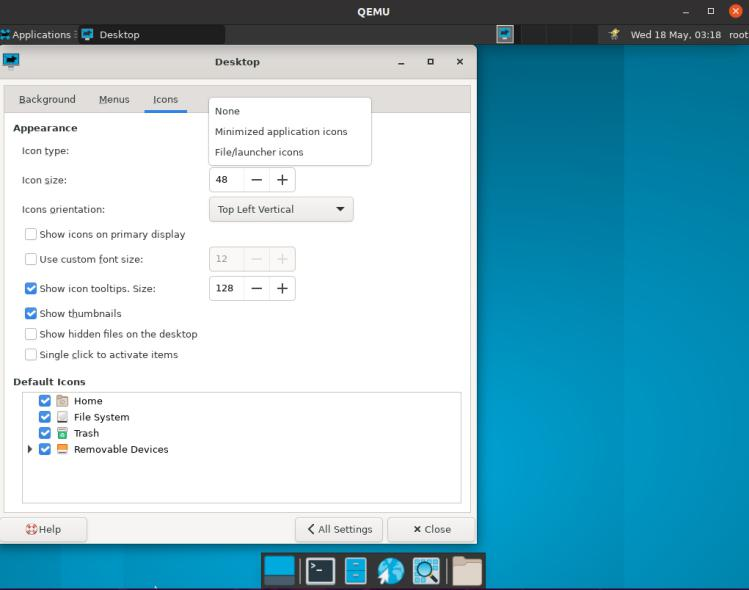 QEMU
Applications
Desktop
Wed 18 May, 03:18
root
Desktop
Background
Menus
Icons
Appearance
Icon type:
None
Minimized application icons
File/launcher icons
Icon size:
48
Icons orientation:
Top Left Vertical
Show icons on primary display
Use custom font size:
12
Show icon tooltips. Size:
128
Show thumbnails
Show hidden files on the desktop
Single click to activate items
Default Icons
Home
File System
Trash
Removable Devices
Help
All Settings
Close